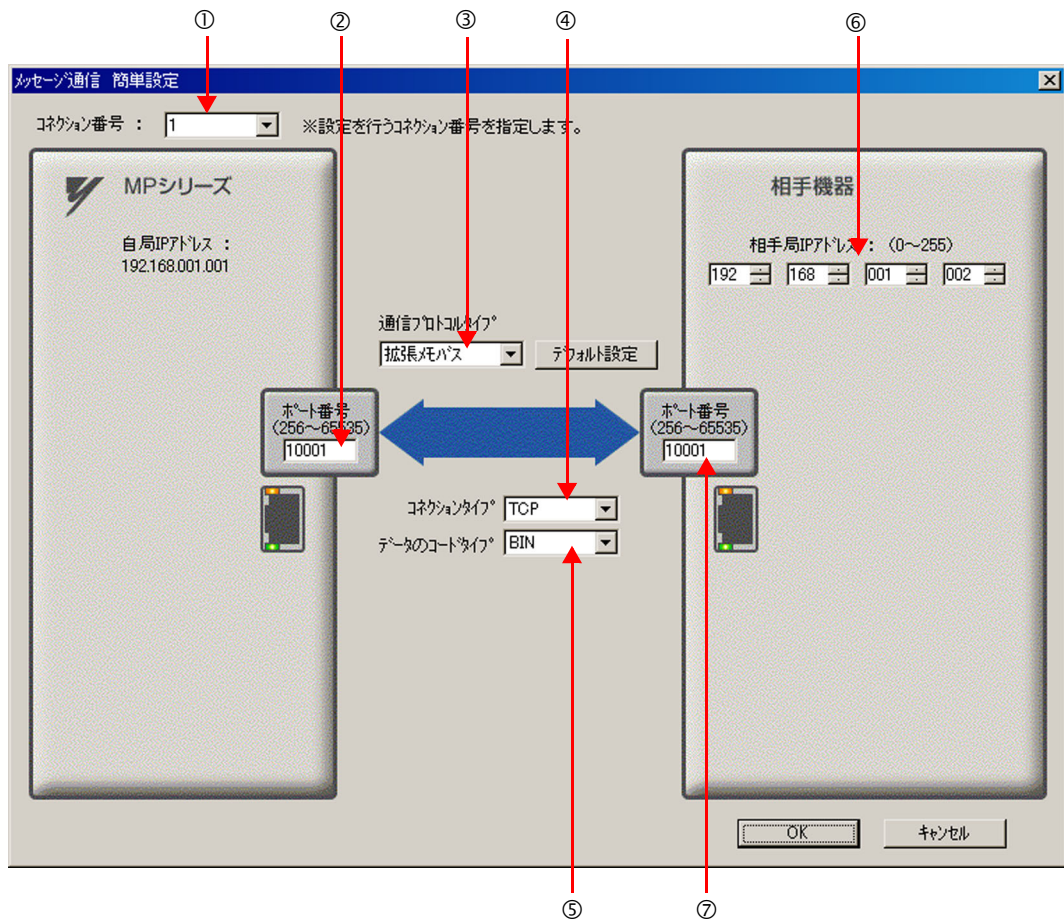 ① ② ③ ④ ⑥
メッセージ通信 簡単設定
コネクション番号 : 1 ※設定を行うコネクション番号を指定します。
MPシリーズ
自局IPアドレス :
192.168.001.001
相手機器
相手局IPアドレス : (0～255)
192 168 001 002
通信プロトコルタイプ
拡張メモバス デフォルト設定
ポート番号
(256～65535)
10001
ポート番号
(256～65535)
10001
コネクションタイプ TCP
データのコードタイプ BIN
OK キャンセル
⑤ ⑦